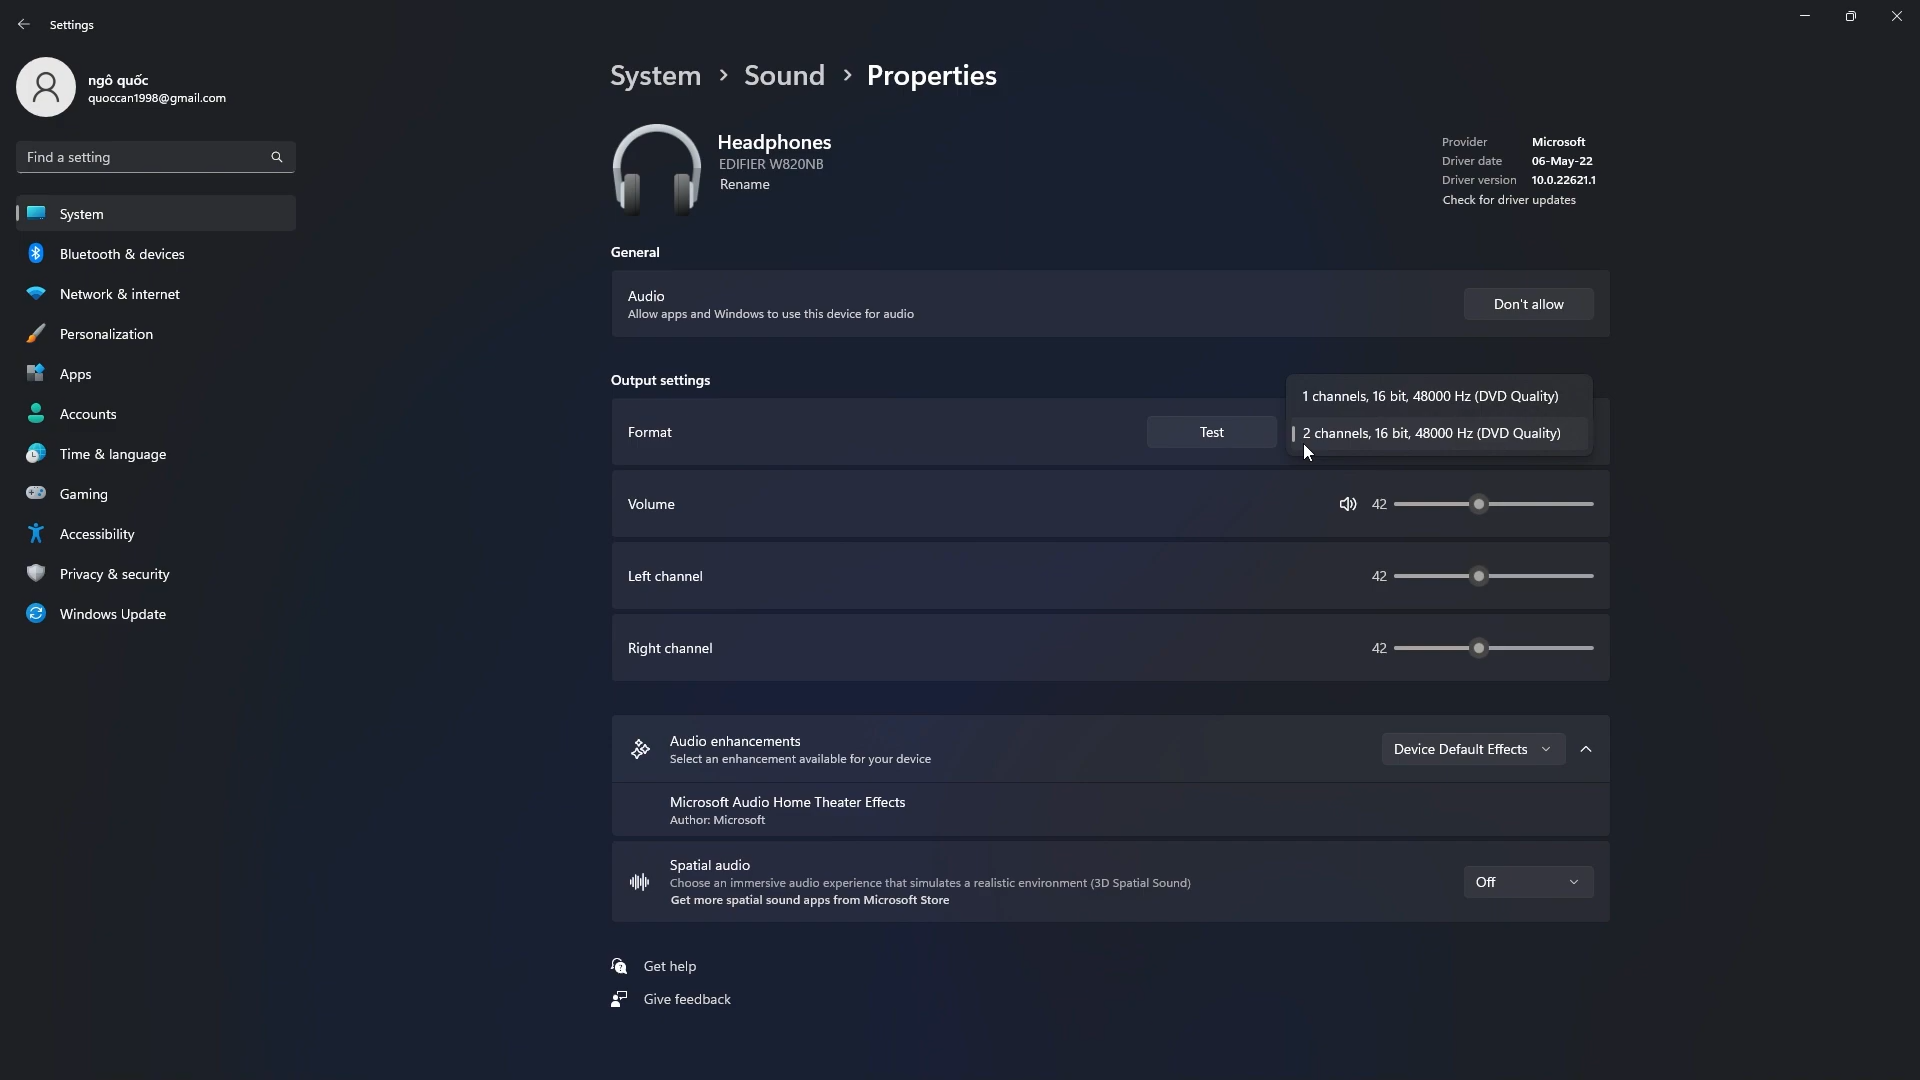 Settings
ngô quốc
quoccan1998@gmail.com
Find a setting
System
Bluetooth & devices
Network & internet
Personalization
Apps
Accounts
Time & language
Gaming
Accessibility
Privacy & security
Windows Update
System > Sound > Properties
Headphones
EDIFIER W820NB
Rename
Provider Microsoft
Driver date 06-May-22
Driver version 10.0.22621.1
Check for driver updates
General
Audio
Allow apps and Windows to use this device for audio
Don't allow
Output settings
1 channels, 16 bit, 48000 Hz (DVD Quality)
Format
Test
2 channels, 16 bit, 48000 Hz (DVD Quality)
Volume
42
Left channel
42
Right channel
42
Audio enhancements
Select an enhancement available for your device
Device Default Effects
Microsoft Audio Home Theater Effects
Author: Microsoft
Spatial audio
Choose an immersive audio experience that simulates a realistic environment (3D Spatial Sound)
Get more spatial sound apps from Microsoft Store
Off
Get help
Give feedback